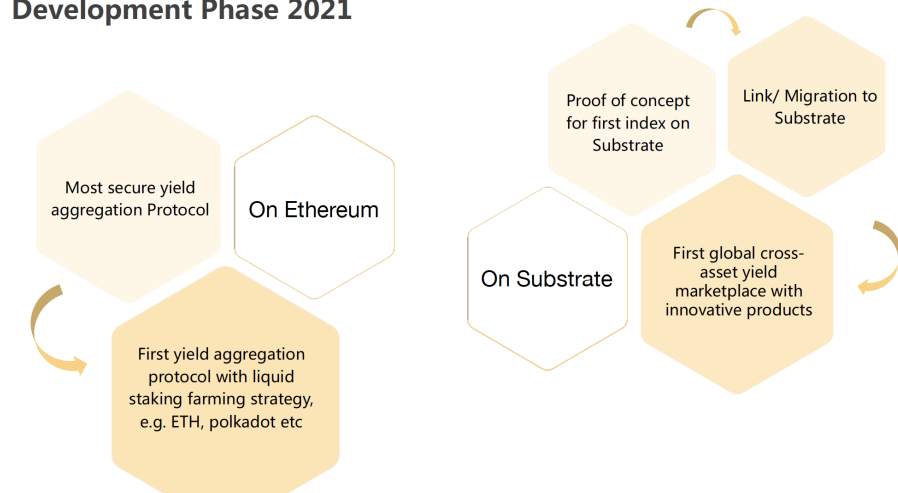 Development Phase 2021
Most secure yield
aggregation Protocol
On Ethereum
First yield aggregation
protocol with liquid
staking farming strategy,
e.g. ETH, polkadot etc
Proof of concept
for first index on
Substrate
Link/ Migration to
Substrate
On Substrate
First global cross-
asset yield
marketplace with
innovative products